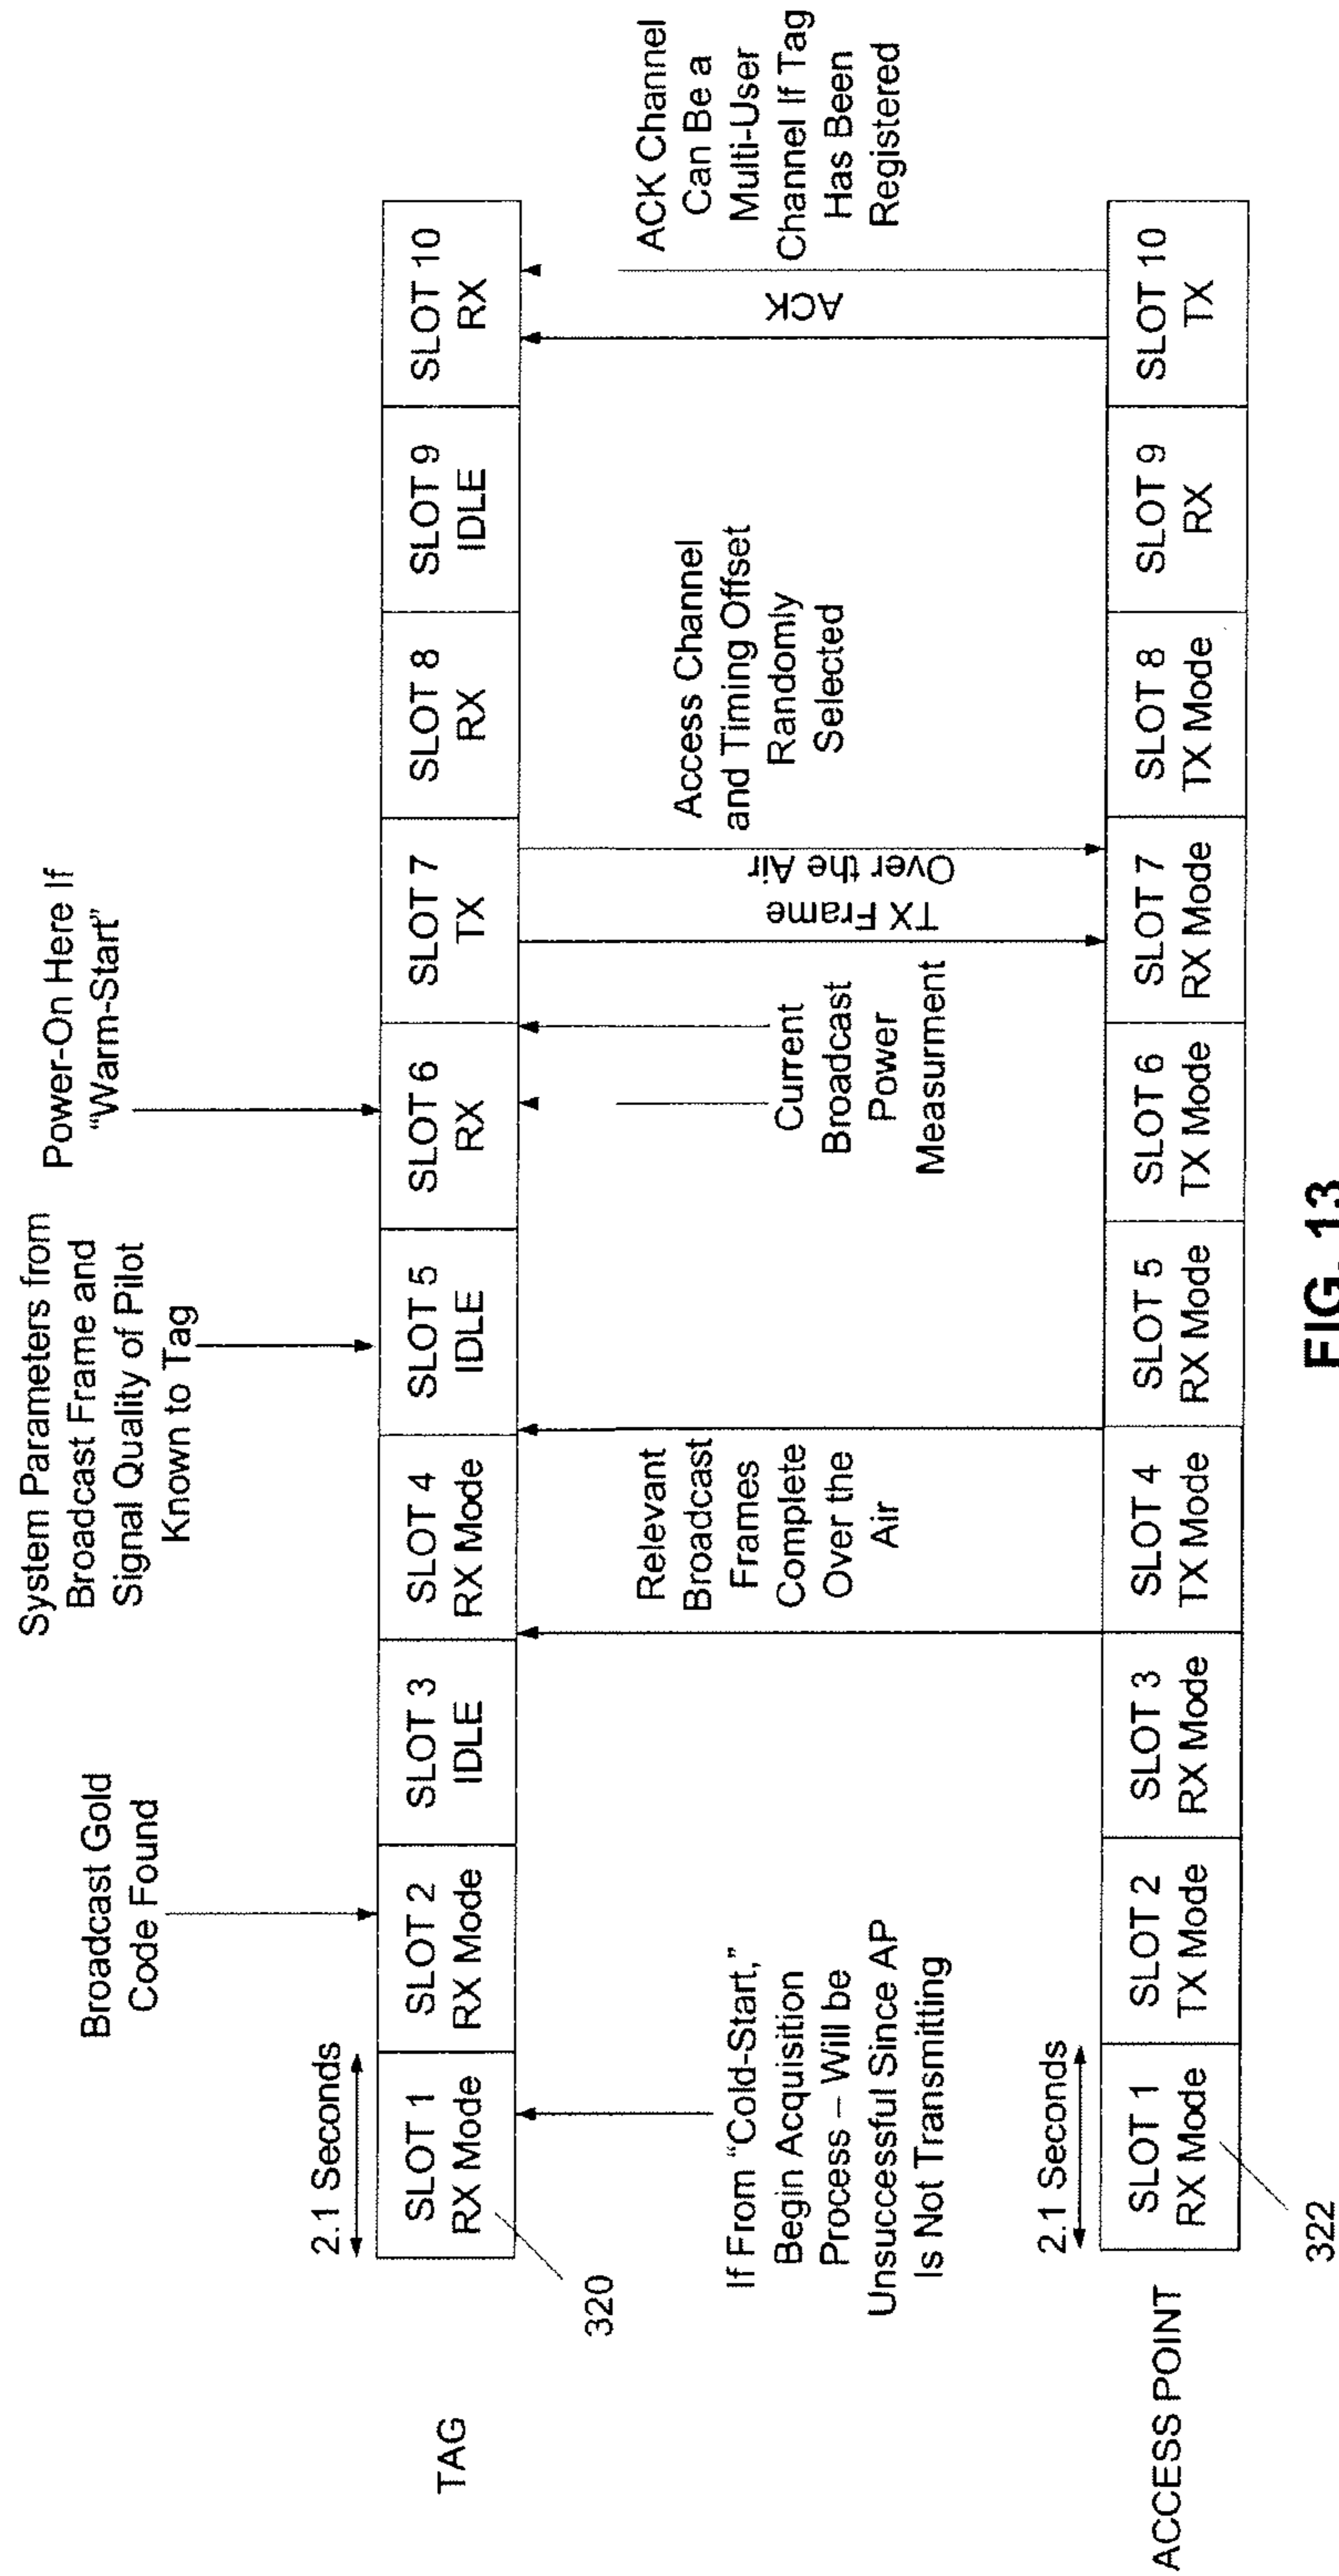 System Parameters from
Broadcast Frame and
Signal Quality of Pilot
Known to Tag
Power-On Here If
“Warm-Start”
Broadcast Gold
Code Found
2.1 Seconds
TAG
SLOT 1
RX Mode
SLOT 2
RX Mode
SLOT 3
IDLE
SLOT 4
RX Mode
SLOT 5
IDLE
SLOT 6
RX
SLOT 7
TX
SLOT 8
RX
SLOT 9
IDLE
SLOT 10
RX
320
If From “Cold-Start,”
Begin Acquisition
Process – Will be
Unsuccessful Since AP
Is Not Transmitting
Relevant
Broadcast
Frames
Complete
Over the
Air
Current
Broadcast
Power
Measurment
TX Frame
Over the Air
Access Channel
and Timing Offset
Randomly
Selected
ACK
ACK Channel
Can Be a
Multi-User
Channel If Tag
Has Been
Registered
2.1 Seconds
ACCESS POINT
SLOT 1
RX Mode
SLOT 2
TX Mode
SLOT 3
RX Mode
SLOT 4
TX Mode
SLOT 5
RX Mode
SLOT 6
TX Mode
SLOT 7
RX Mode
SLOT 8
TX Mode
SLOT 9
RX
SLOT 10
TX
322
FIG. 13